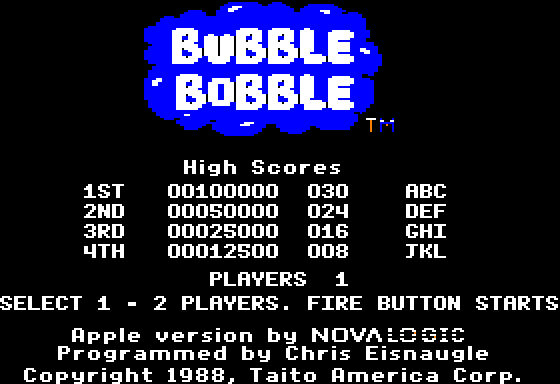 BUBBLE
BOBBLE
TM
High Scores
1ST 00100000 030 ABC
2ND 00050000 024 DEF
3RD 00025000 016 GHI
4TH 00012500 008 JKL
PLAYERS 1
SELECT 1 - 2 PLAYERS. FIRE BUTTON STARTS
Apple version by NOVALOGIC
Programmed by Chris Eisnaugle
Copyright 1988, Taito America Corp.